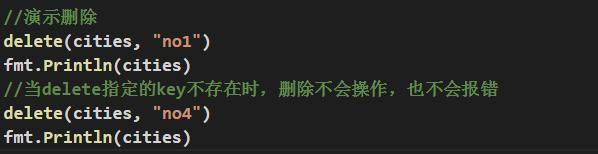 //演示删除
delete(cities, "no1")
fmt.Println(cities)
//当delete指定的key不存在时，删除不会操作，也不会报错
delete(cities, "no4")
fmt.Println(cities)